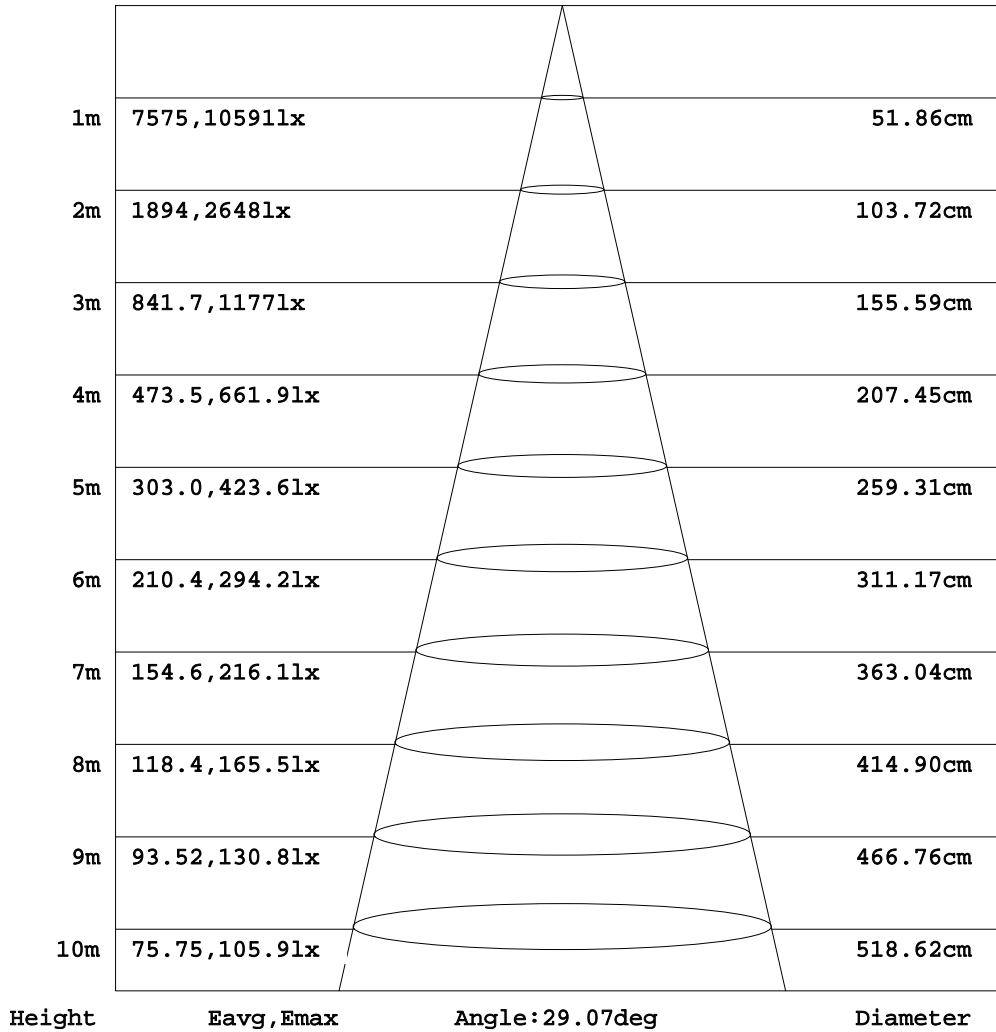 1m 7575,10591lx 51.86cm
2m 1894,2648lx 103.72cm
3m 841.7,1177lx 155.59cm
4m 473.5,661.9lx 207.45cm
5m 303.0,423.6lx 259.31cm
6m 210.4,294.2lx 311.17cm
7m 154.6,216.1lx 363.04cm
8m 118.4,165.5lx 414.90cm
9m 93.52,130.8lx 466.76cm
10m 75.75,105.9lx 518.62cm
Height Eavg,Emax Angle:29.07deg Diameter